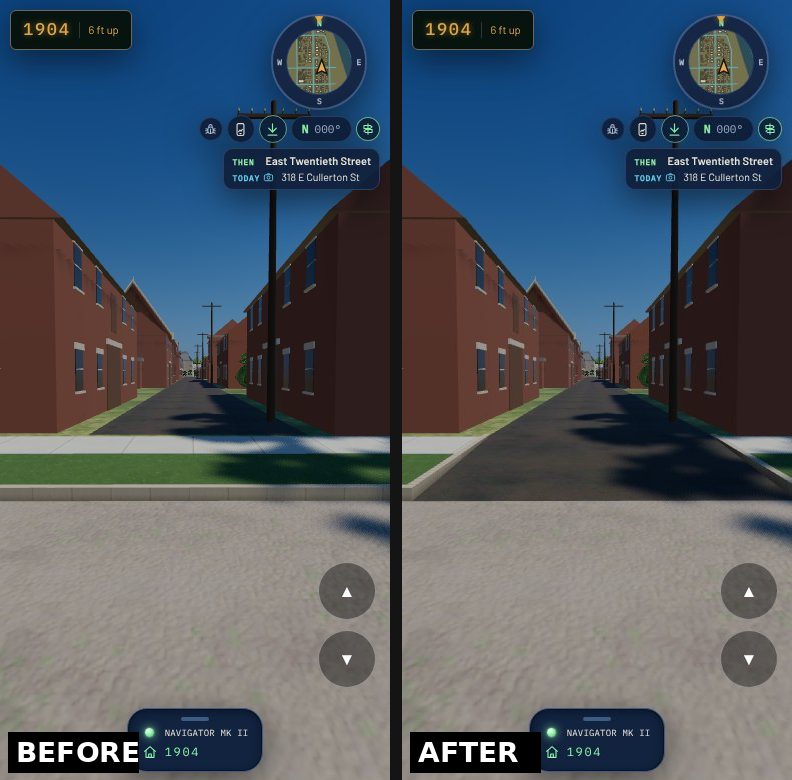 1904 6 ft up
N
W E
S
N 000°
THEN East Twentieth Street
TODAY 318 E Cullerton St
NAVIGATOR MK II
1904
BEFORE
1904 6 ft up
N
W E
S
N 000°
THEN East Twentieth Street
TODAY 318 E Cullerton St
NAVIGATOR MK II
1904
AFTER